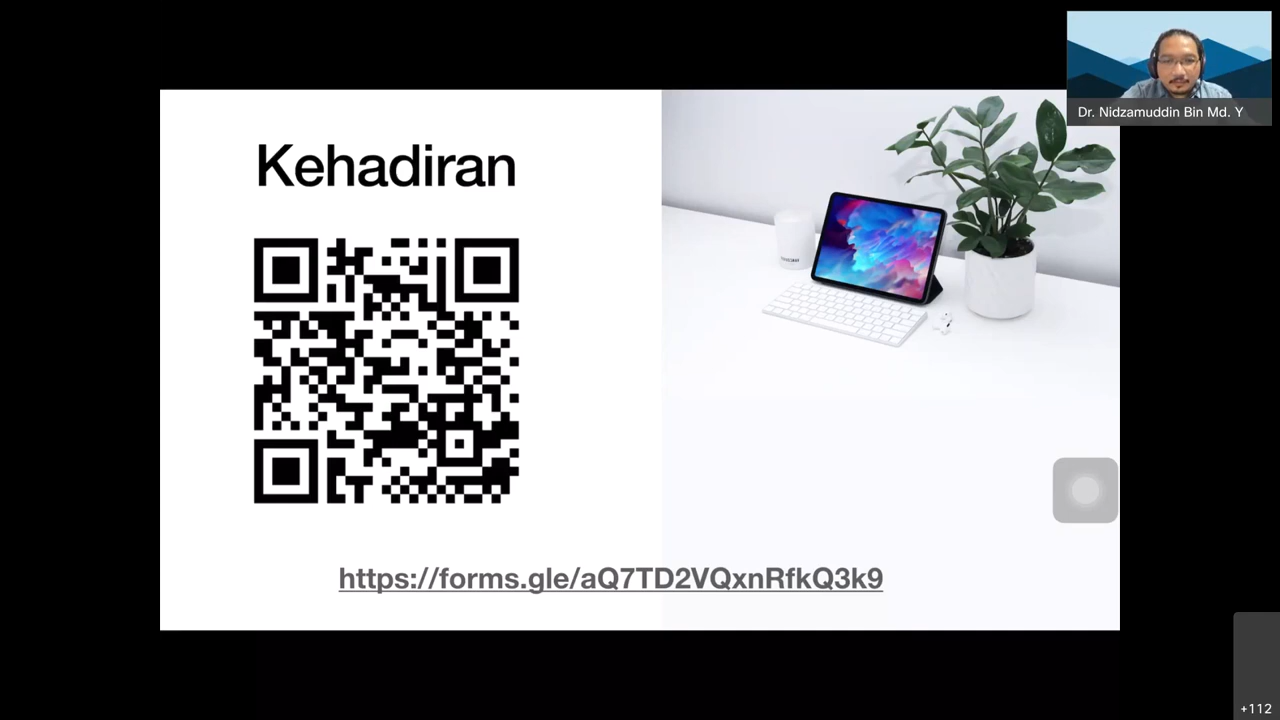 Dr. Nidzamuddin Bin Md. Y
Kehadiran
https://forms.gle/aQ7TD2VQxnRfkQ3k9
+112